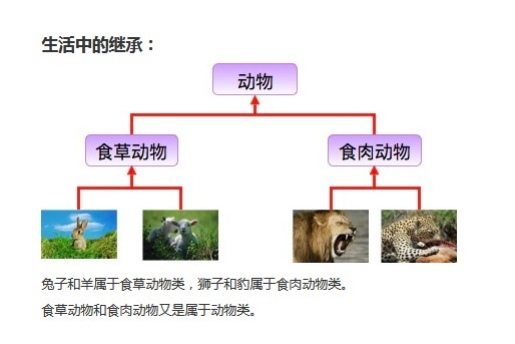 生活中的继承：
动物
食草动物
食肉动物
兔子和羊属于食草动物类，狮子和豹属于食肉动物类。
食草动物和食肉动物又是属于动物类。